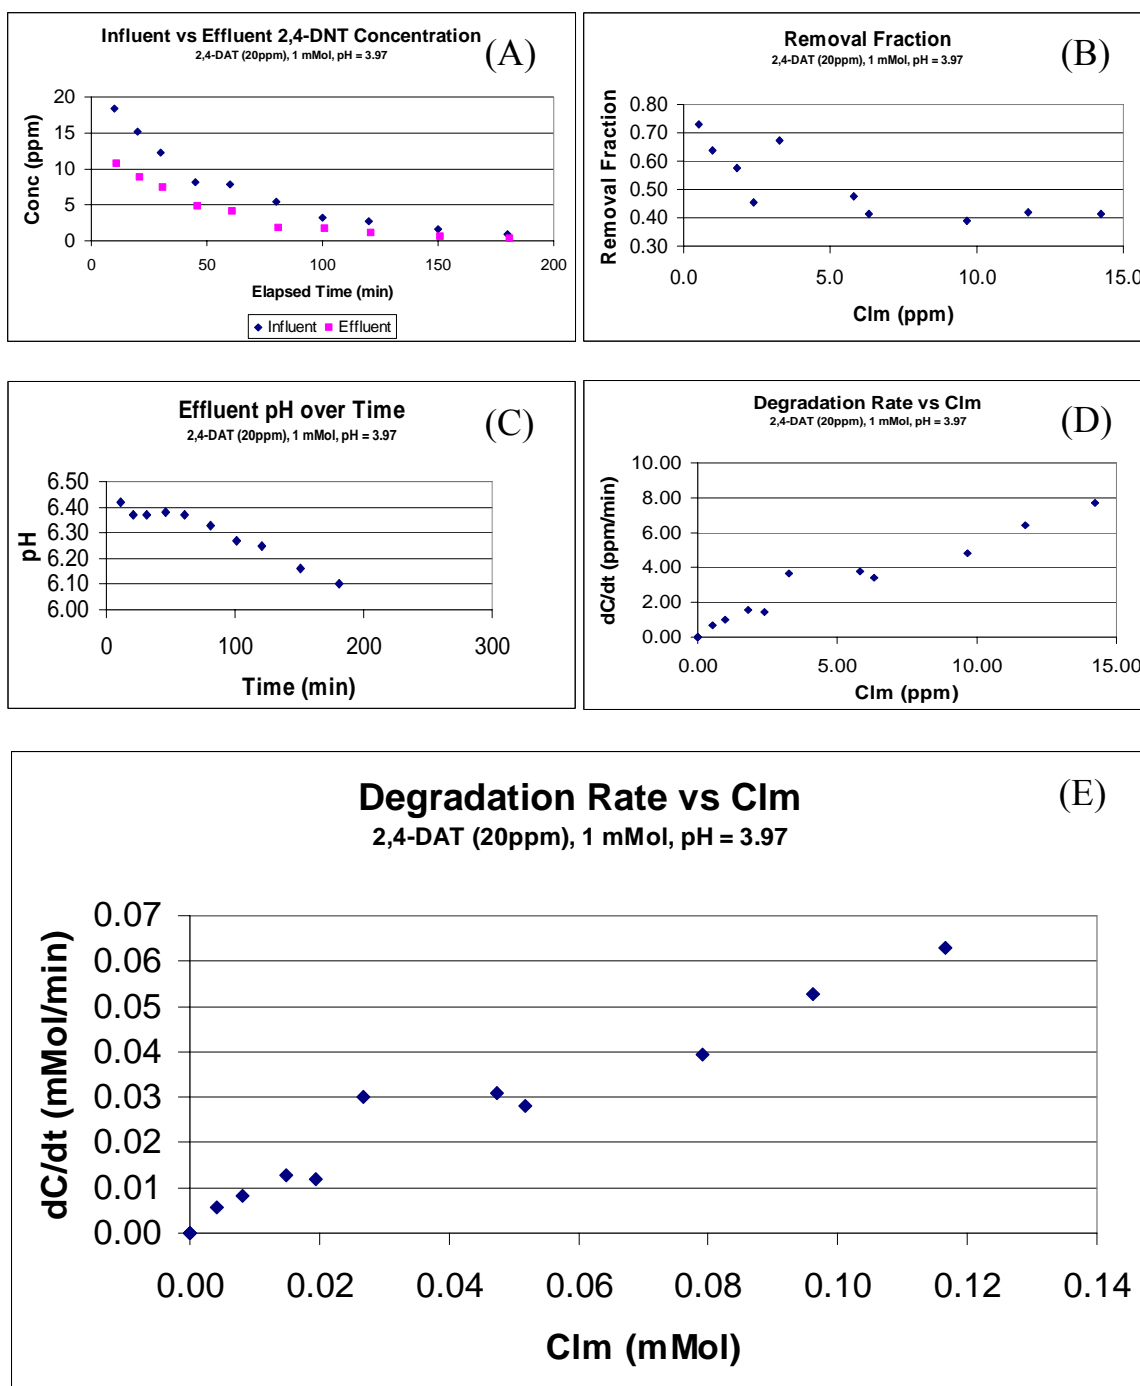 Influent vs Effluent 2,4-DNT Concentration
2,4-DAT (20ppm), 1 mMol, pH = 3.97
(A)
Conc (ppm)
20
15
10
5
0
0 50 100 150 200
Elapsed Time (min)
Influent Effluent
Removal Fraction
2,4-DAT (20ppm), 1 mMol, pH = 3.97
(B)
Removal Fraction
0.80
0.70
0.60
0.50
0.40
0.30
0.0 5.0 10.0 15.0
Clm (ppm)
Effluent pH over Time
2,4-DAT (20ppm), 1 mMol, pH = 3.97
(C)
pH
6.50
6.40
6.30
6.20
6.10
6.00
0 100 200 300
Time (min)
Degradation Rate vs Clm
2,4-DAT (20ppm), 1 mMol, pH = 3.97
(D)
dC/dt (ppm/min)
10.00
8.00
6.00
4.00
2.00
0.00
0.00 5.00 10.00 15.00
Clm (ppm)
Degradation Rate vs Clm
2,4-DAT (20ppm), 1 mMol, pH = 3.97
(E)
dC/dt (mMol/min)
0.07
0.06
0.05
0.04
0.03
0.02
0.01
0.00
0.00 0.02 0.04 0.06 0.08 0.10 0.12 0.14
Clm (mMol)